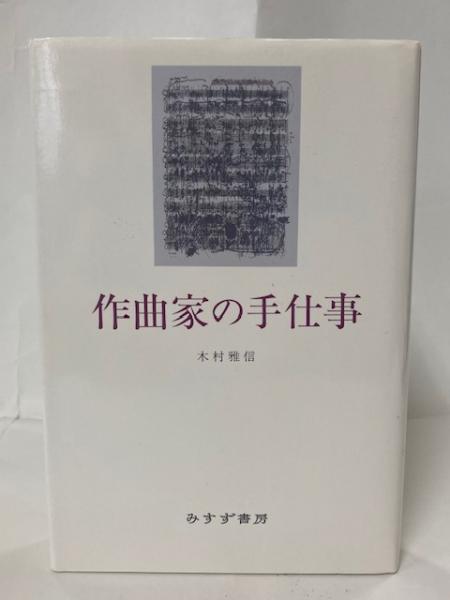 作曲家の手仕事
木村雅信
みすず書房